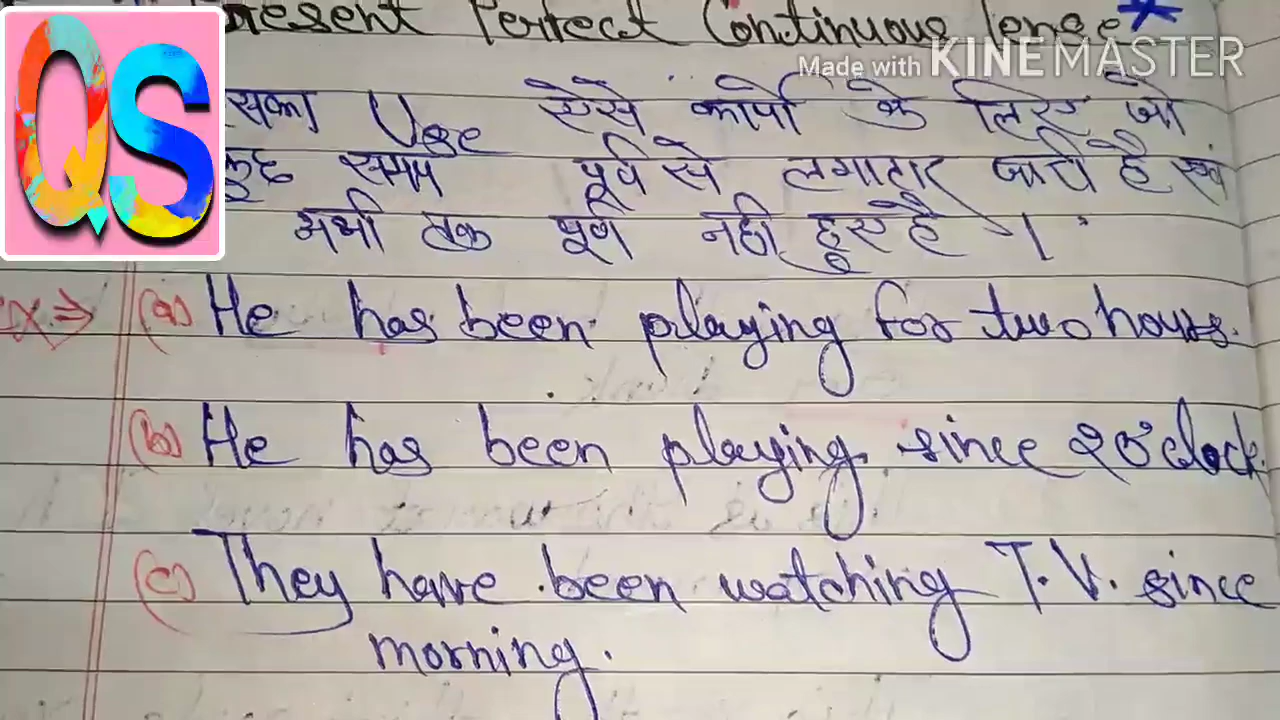 Present Perfect Continuous Tense *
Made with KINEMASTER
QS
सका Use ऐसे कार्यो के लिए जो
कुछ समय पूर्व से लगातार जारी है एवं
अभी तक पूर्ण नही हुए है ।
Ex ⇒ (a) He has been playing for two hours.
(b) He has been playing since 2 o'clock.
(c) They have been watching T.V. since
morning.